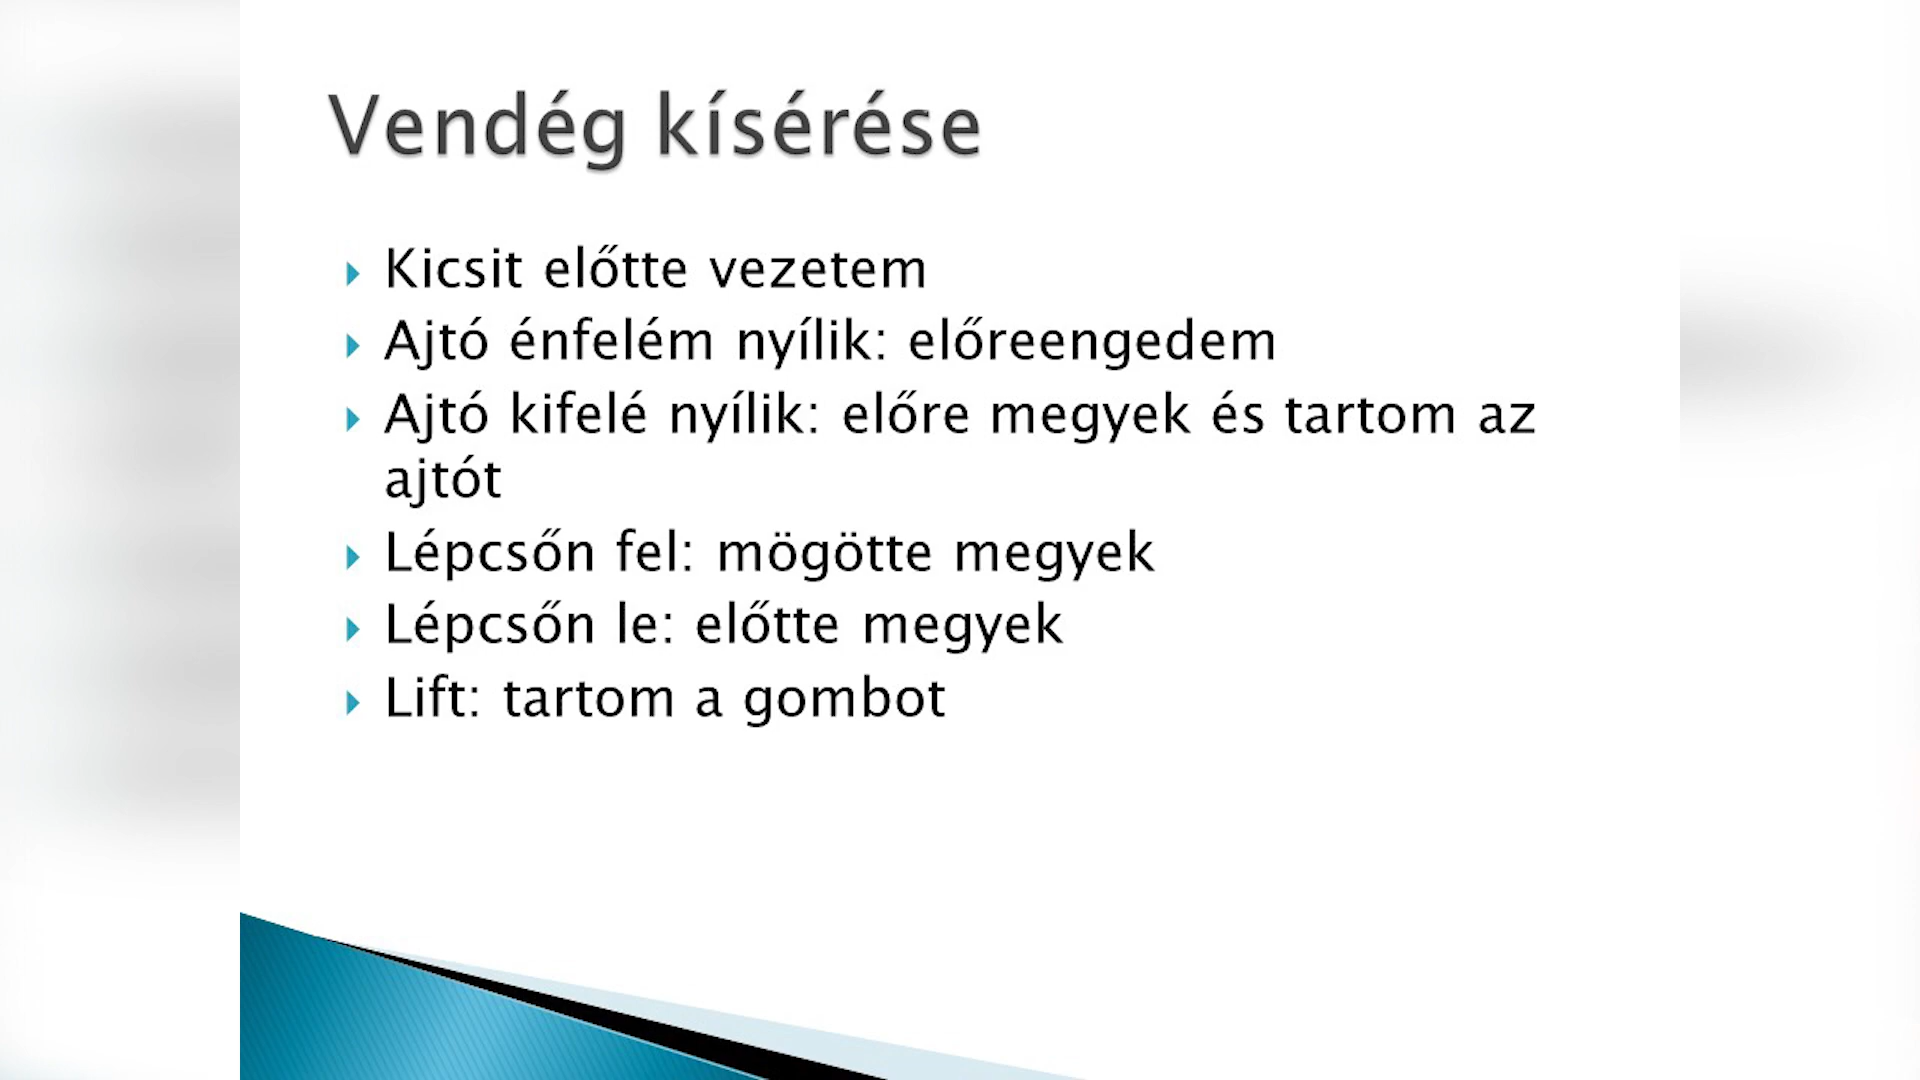 Vendég kísérése
Kicsit előtte vezetem
Ajtó énfelém nyílik: előreengedem
Ajtó kifelé nyílik: előre megyek és tartom az
ajtót
Lépcsőn fel: mögötte megyek
Lépcsőn le: előtte megyek
Lift: tartom a gombot